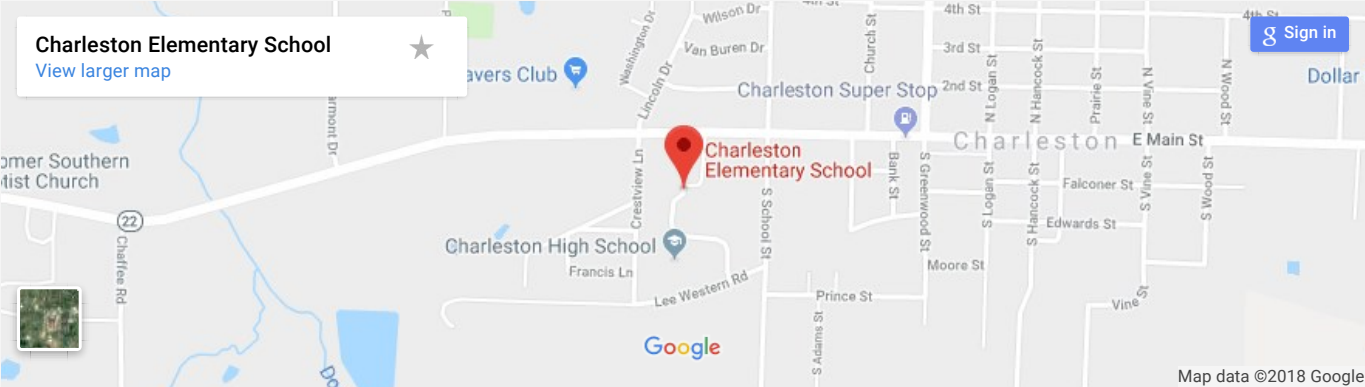 Charleston Elementary School
View larger map
Wilson Dr
4th St
4th St
4th St
Sign in
Washington Dr
Van Buren Dr
Church St
3rd St
avers Club
Lincoln Dr
Charleston Super Stop
2nd St
N Logan St
N Hancock St
Prairie St
N Vine St
N Wood St
Dollar
armont Dr
Charleston
E Main St
omer Southern
tist Church
Charleston
Elementary School
Crestview Ln
S School St
Bank St
S Greenwood St
S Logan St
S Hancock St
Falconer St
S Vine St
S Wood St
22
Chaffee Rd
Edwards St
Charleston High School
Francis Ln
Moore St
Lee Western Rd
Prince St
Vine St
S Adams St
Google
Do
Map data ©2018 Google